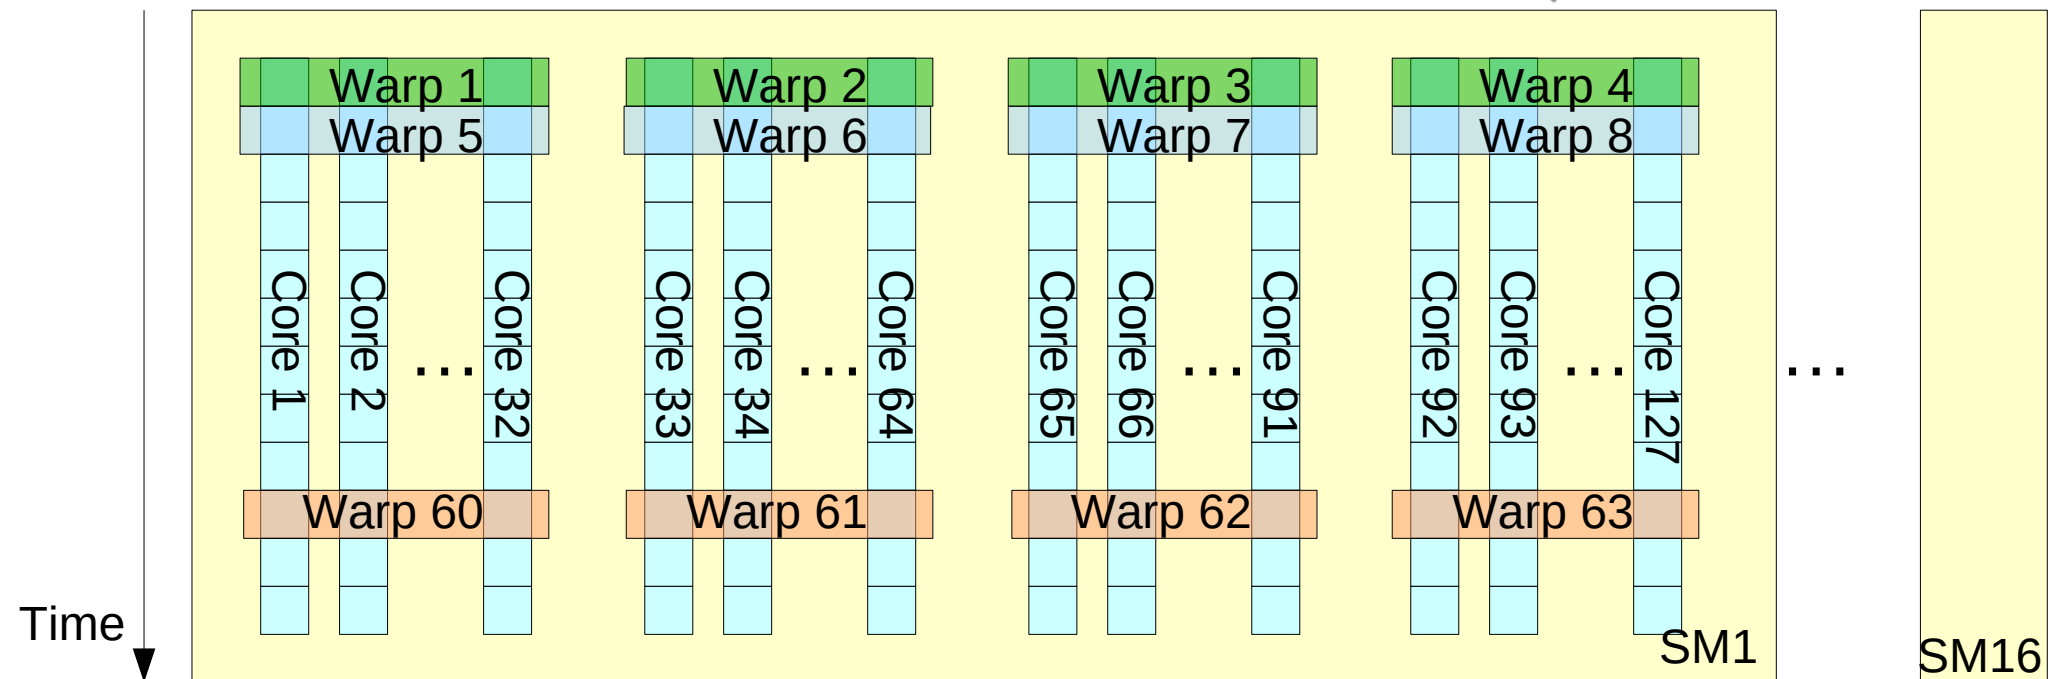 Warp 1 Warp 2 Warp 3 Warp 4
Warp 5 Warp 6 Warp 7 Warp 8
Core 1
Core 2
...
Core 32
Core 33
Core 34
...
Core 64
Core 65
Core 66
...
Core 91
Core 92
Core 93
...
Core 127
...
Warp 60 Warp 61 Warp 62 Warp 63
Time
SM1
SM16